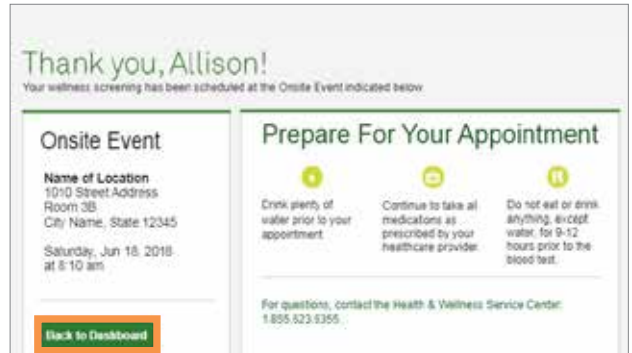 Thank you, Allison!
Your wellness screening has been scheduled at the Onsite Event indicated below
Onsite Event
Name of Location
1010 Street Address
Room 3B
City Name, State 12345
Saturday, Jun 18, 2018
at 8:10 am
Back to Dashboard
Prepare For Your Appointment
Drink plenty of
water prior to your
appointment.
Continue to take all
medications as
prescribed by your
healthcare provider.
Do not eat or drink
anything, except
water, for 9-12
hours prior to the
blood test.
For questions, contact the Health & Wellness Service Center:
1.855.623.9355